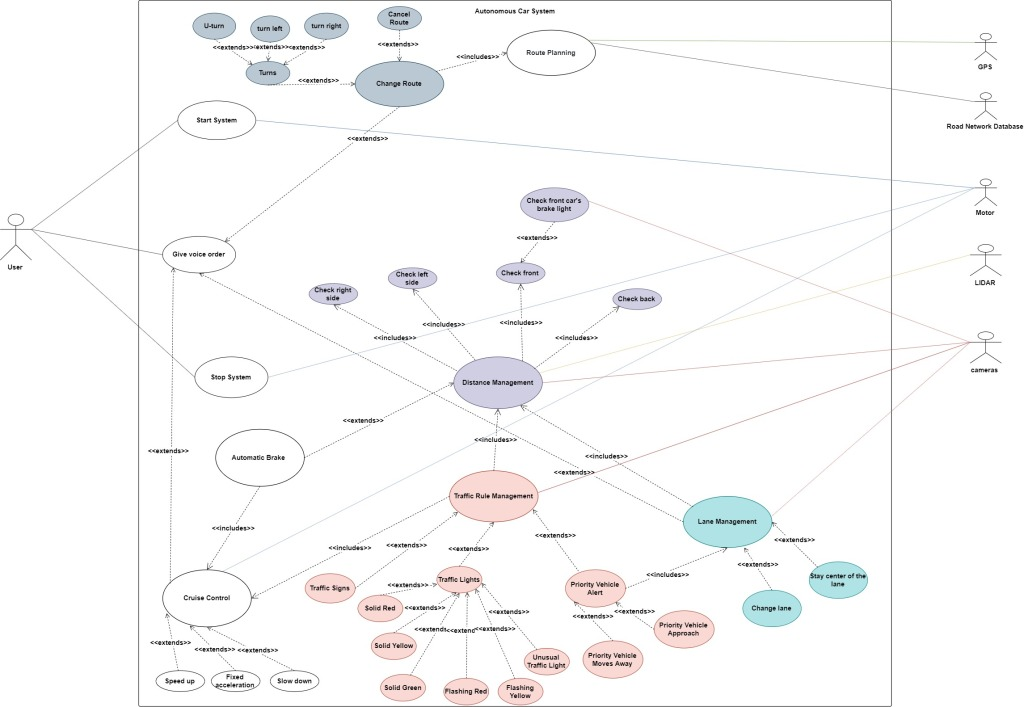 Autonomous Car System
U-turn
turn left
turn right
Cancel
Route
<<extends>>
<<extends>>
<<extends>>
<<extends>>
Turns
<<extends>>
Change Route
<<includes>>
Route Planning
GPS
Road Network Database
Start System
<<extends>>
Motor
User
Give voice order
Check front car's
brake light
<<extends>>
Check front
Check left
side
Check right
side
Check back
LIDAR
<<includes>>
<<includes>>
<<includes>>
<<includes>>
cameras
Stop System
Distance Management
<<extends>>
<<extends>>
Automatic Brake
<<includes>>
<<includes>>
<<extends>>
Traffic Rule Management
Lane Management
<<includes>>
<<includes>>
<<extends>>
<<extends>>
<<extends>>
<<extends>>
<<extends>>
Cruise Control
Traffic Signs
Traffic Lights
Priority Vehicle
Alert
<<includes>>
Stay center of the
lane
Change lane
Solid Red
<<extends>>
<<extends>>
<<extends>>
<<extends>>
<<extends>>
<<extends>>
<<extends>>
Solid Yellow
Priority Vehicle
Approach
<<extends>>
<<extends>>
<<extends>>
Unusual
Traffic Light
Priority Vehicle
Moves Away
Speed up
Fixed
acceleration
Slow down
Solid Green
Flashing Red
Flashing
Yellow